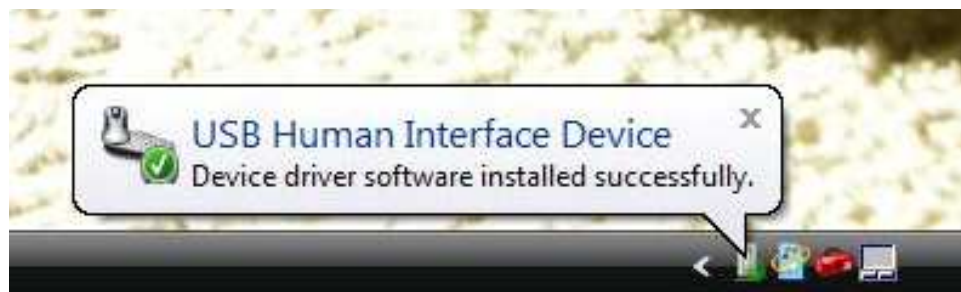 USB Human Interface Device
Device driver software installed successfully.